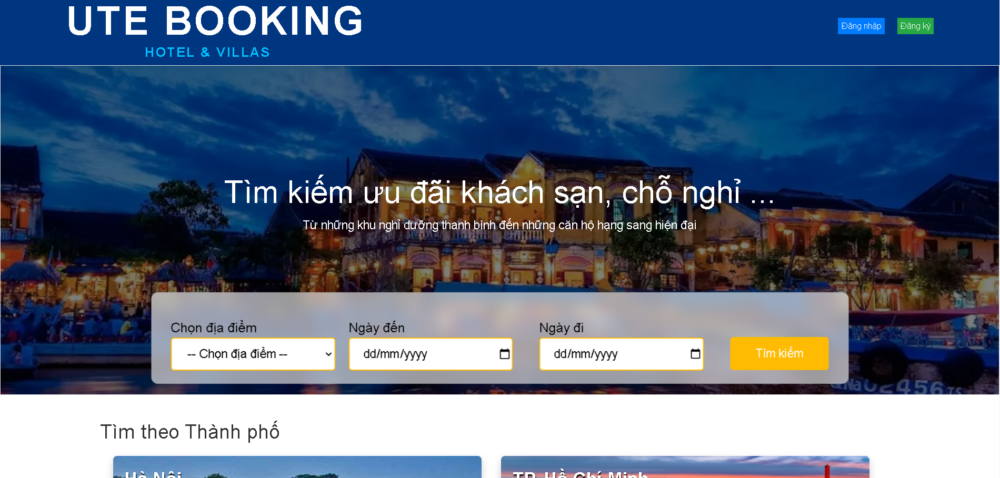 UTE BOOKING
HOTEL & VILLAS
Đăng nhập
Đăng ký
Tìm kiếm ưu đãi khách sạn, chỗ nghỉ ...
Từ những khu nghỉ dưỡng thanh bình đến những căn hộ hạng sang hiện đại
Chọn địa điểm
Ngày đến
Ngày đi
-- Chọn địa điểm --
dd/mm/yyyy
dd/mm/yyyy
Tìm kiếm
QNa 02456 TS
Tìm theo Thành phố
Hà Nội
TP. Hồ Chí Minh